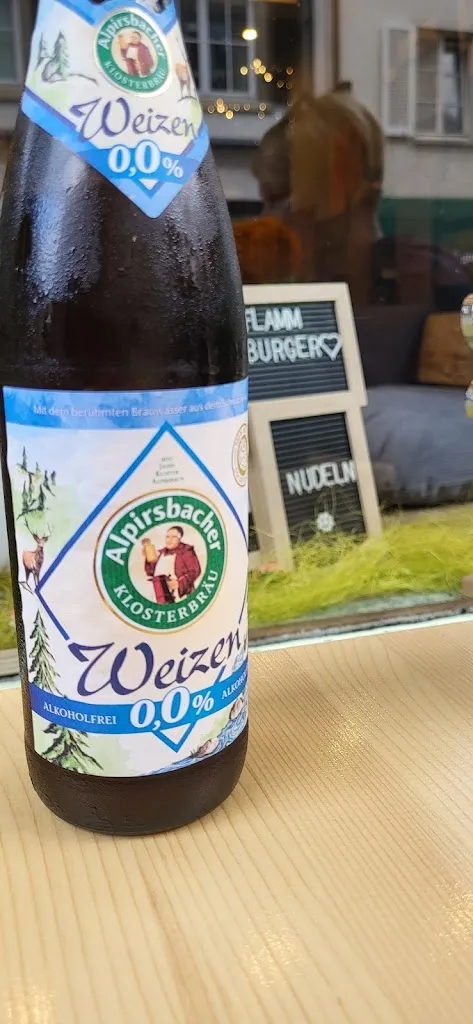 Alpirsbacher
KLOSTERBRÄU
Weizen
0,0%
Mit dem berühmten Brauwasser aus dem
Alpirsbacher
KLOSTERBRÄU
Weizen
ALKOHOLFREI 0,0%
FLAMM
BURGER♡
NUDELN